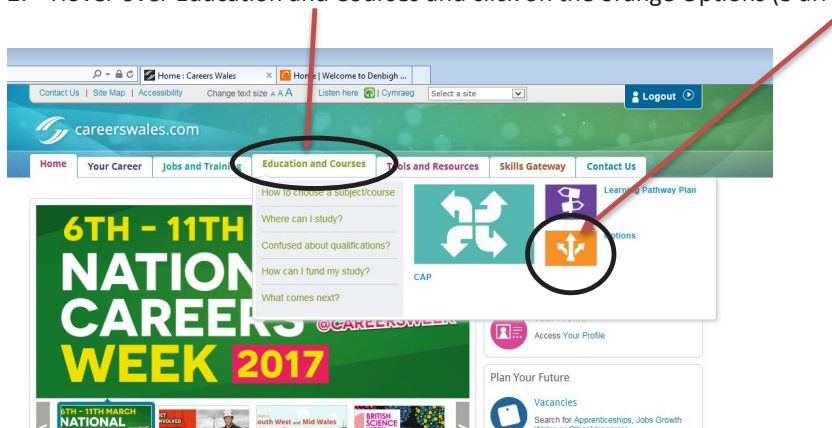 Hover over Education and Courses and click on the orange Options (3 arr
Home : Careers Wales
Home | Welcome to Denbigh ...
Contact Us | Site Map | Accessibility Change text size A A A Listen here | Cymraeg Select a site
Logout
careerswales.com
Home Your Career Jobs and Training Education and Courses Tools and Resources Skills Gateway Contact Us
How to choose a subject/course
Where can I study?
Confused about qualifications?
How can I fund my study?
What comes next?
CAP
Learning Pathway Plan
Options
6TH - 11TH
NATION
CAREERS
WEEK 2017
@CAREERSWEEK
Access Your Profile
Plan Your Future
Vacancies
Search for Apprenticeships, Jobs Growth
6TH - 11TH MARCH
NATIONAL
outh West and Mid Wales
BRITISH
SCIENCE